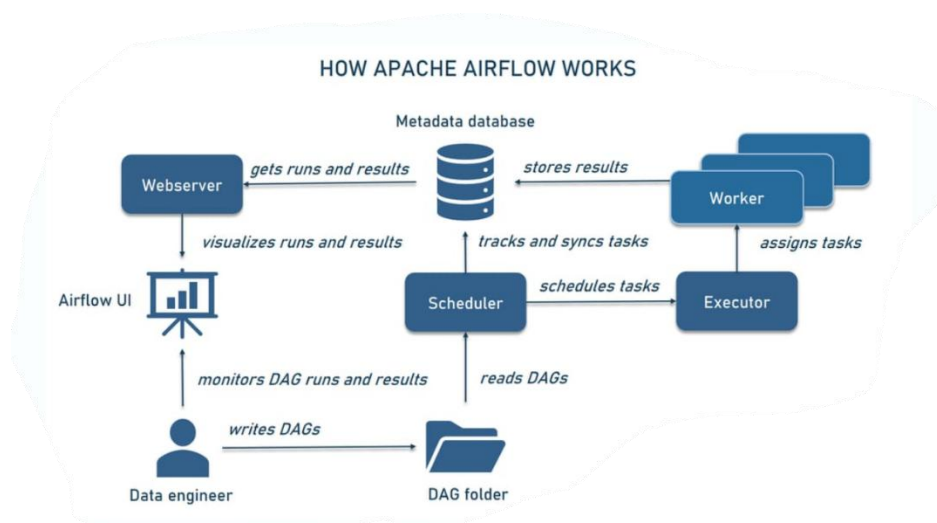 HOW APACHE AIRFLOW WORKS
Metadata database
gets runs and results
stores results
Webserver
Worker
visualizes runs and results
tracks and syncs tasks
assigns tasks
Airflow UI
Scheduler
schedules tasks
Executor
monitors DAG runs and results
reads DAGs
writes DAGs
Data engineer
DAG folder